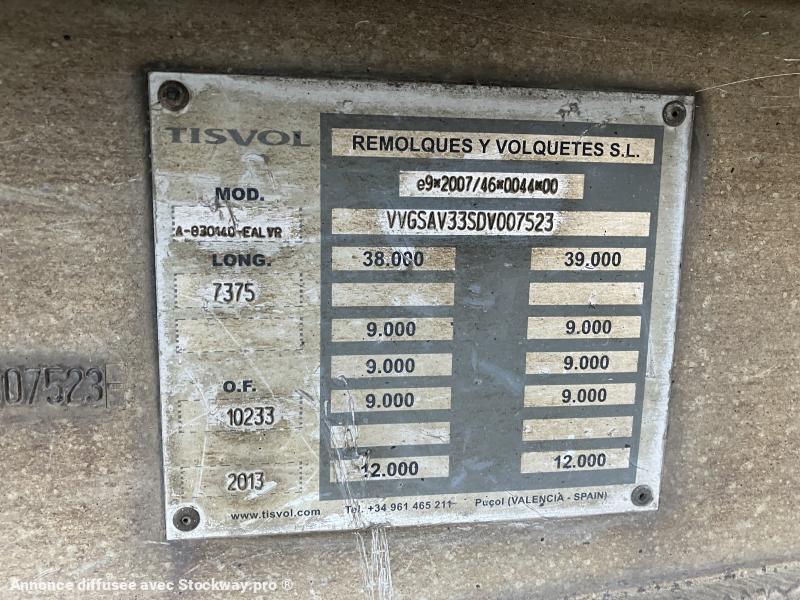 TISVOL
REMOLQUES Y VOLQUETES S.L.
e9*2007/46*0044*00
MOD.
A-830140-EALVR
VVGSAV33SDV007523
LONG.
38.000 39.000
7375
9.000 9.000
9.000 9.000
O.F.
9.000 9.000
10233
12.000 12.000
2013
www.tisvol.com Tel. +34 961 465 211 Puçol (VALENCIA - SPAIN)
07523
Annonce diffusée avec Stockway.pro ®